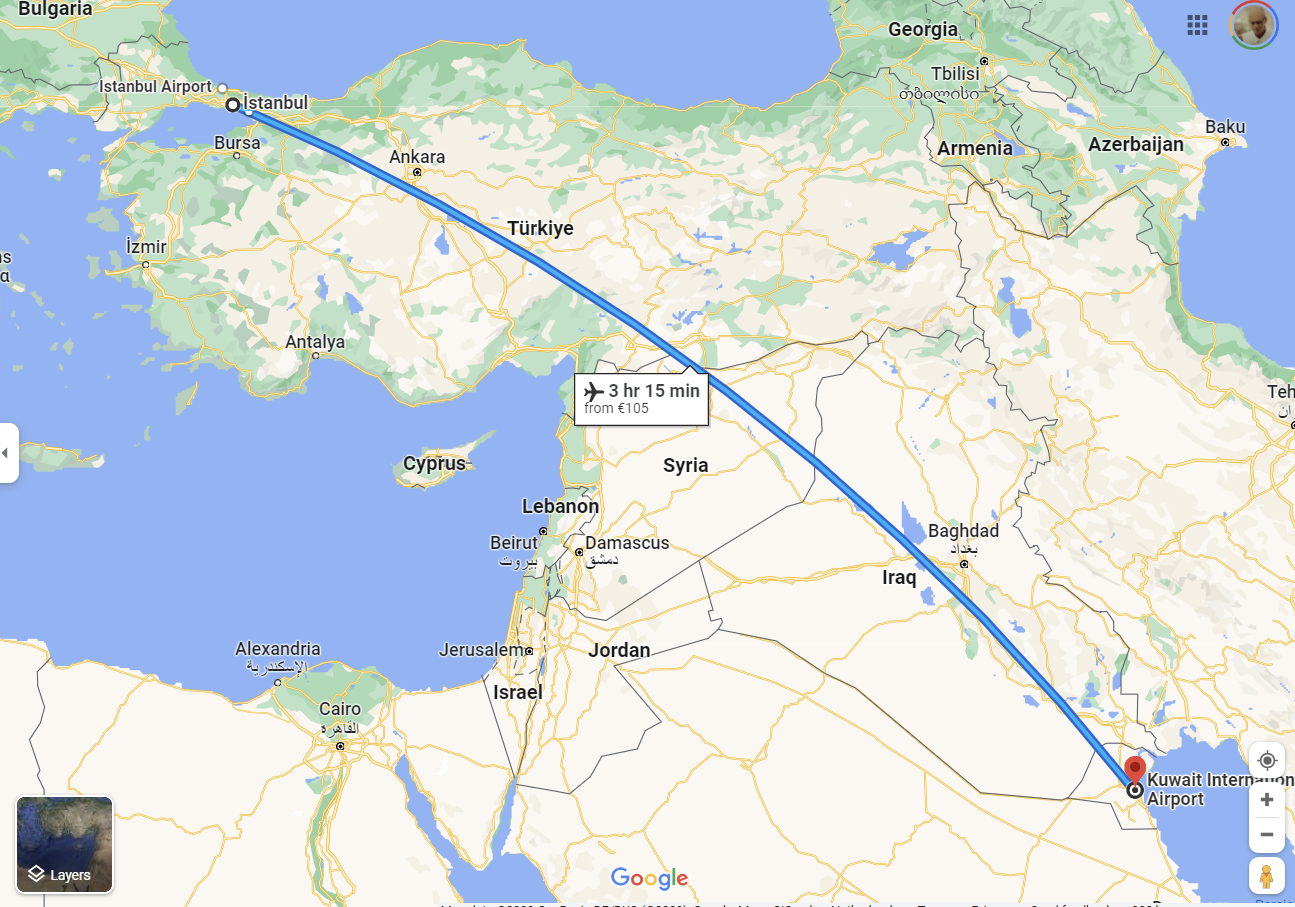 Bulgaria
Georgia
Tbilisi
თბილისი
Istanbul Airport
İstanbul
Bursa
Ankara
Armenia
Azerbaijan
Baku
Türkiye
İzmir
Antalya
3 hr 15 min
from €105
Teh
Cyprus
Syria
Lebanon
Beirut
بيروت
Damascus
دمشق
Baghdad
بغداد
Iraq
Alexandria
الإسكندرية
Jerusalem
Jordan
Israel
Cairo
القاهرة
Kuwait Internation
Airport
Layers
Google